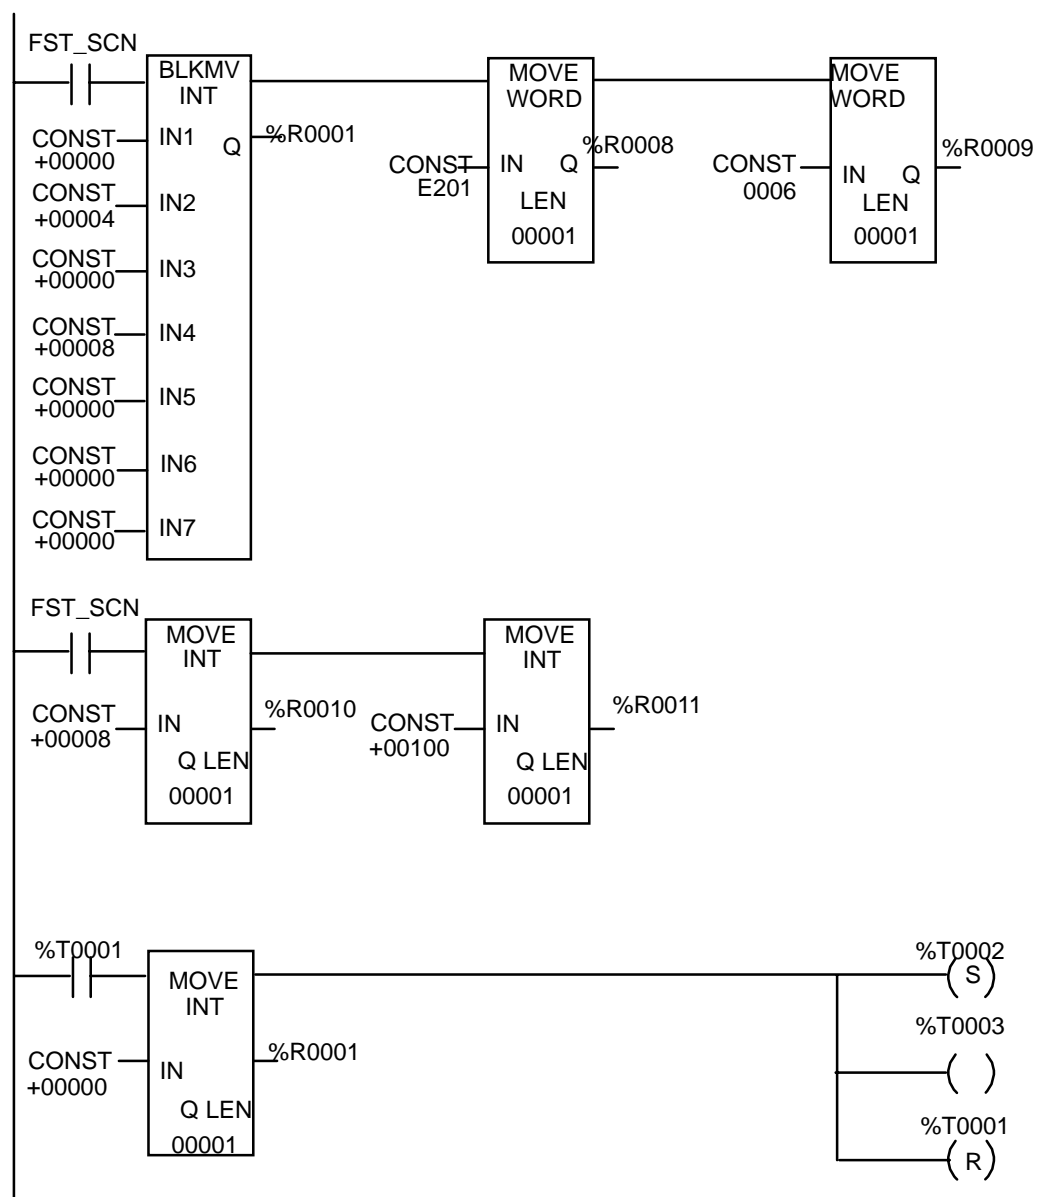 FST_SCN
BLKMV
INT
MOVE
WORD
MOVE
WORD
CONST
+00000
IN1
Q
%R0001
CONST
E201
IN
Q
%R0008
LEN
00001
CONST
0006
IN
Q
%R0009
LEN
00001
CONST
+00004
IN2
CONST
+00000
IN3
CONST
+00008
IN4
CONST
+00000
IN5
CONST
+00000
IN6
CONST
+00000
IN7
FST_SCN
MOVE
INT
MOVE
INT
CONST
+00008
IN
%R0010
Q LEN
00001
CONST
+00100
IN
%R0011
Q LEN
00001
%T0001
MOVE
INT
%T0002
S
%T0003
CONST
+00000
IN
%R0001
Q LEN
00001
%T0001
R